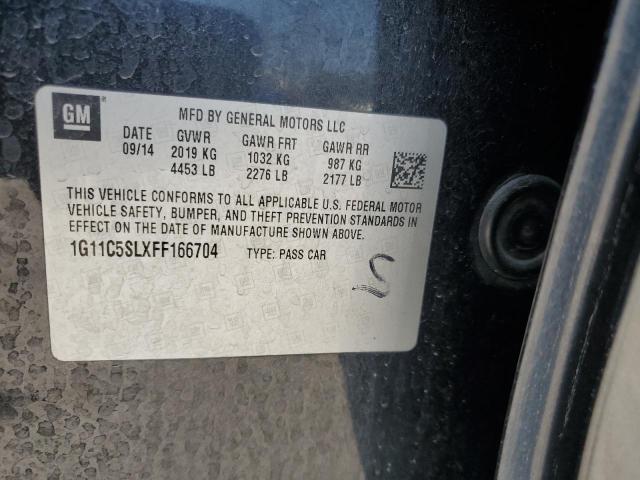 GM
MFD BY GENERAL MOTORS LLC
DATE GVWR GAWR FRT GAWR RR
09/14 2019 KG 1032 KG 987 KG
4453 LB 2276 LB 2177 LB
THIS VEHICLE CONFORMS TO ALL APPLICABLE U.S. FEDERAL MOTOR
VEHICLE SAFETY, BUMPER, AND THEFT PREVENTION STANDARDS IN
EFFECT ON THE DATE OF MANUFACTURE SHOWN ABOVE.
1G11C5SLXFF166704 TYPE: PASS CAR